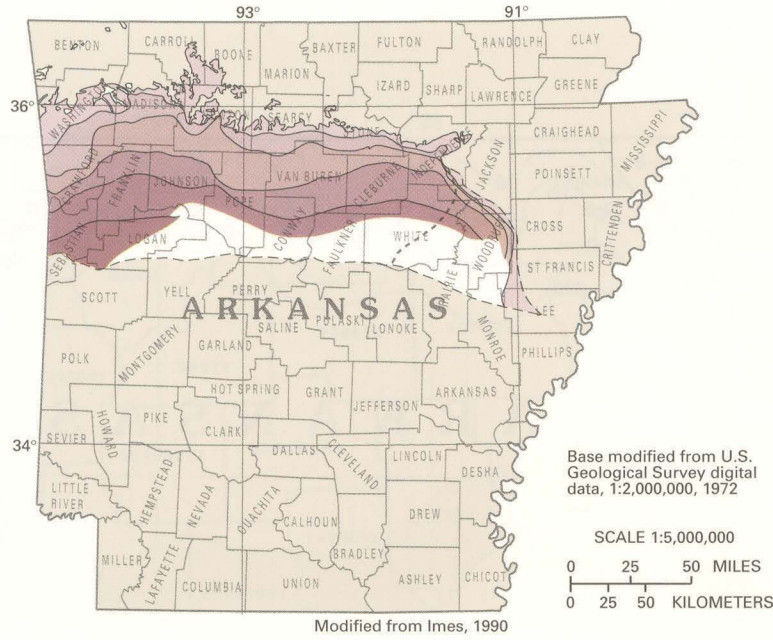 93°
91°
BENTON
CARROLL
BOONE
BAXTER
FULTON
RANDOLPH
CLAY
MARION
IZARD
SHARP
LAWRENCE
GREENE
36°
WASHINGTON
MADISON
SEARCY
STONE
INDEPENDENCE
JACKSON
CRAIGHEAD
MISSISSIPPI
POINSETT
CRAWFORD
FRANKLIN
JOHNSON
POPE
VAN BUREN
CLEBURNE
CROSS
CRITTENDEN
SEBASTIAN
LOGAN
CONWAY
FAULKNER
WHITE
WOODRUFF
PRAIRIE
ST. FRANCIS
SCOTT
YELL
PERRY
ARKANSAS
SALINE
PULASKI
LONOKE
MONROE
LEE
PHILLIPS
POLK
MONTGOMERY
GARLAND
HOT SPRING
GRANT
JEFFERSON
ARKANSAS
34°
SEVIER
HOWARD
PIKE
CLARK
DALLAS
CLEVELAND
LINCOLN
DESHA
LITTLE
RIVER
HEMPSTEAD
NEVADA
OUACHITA
CALHOUN
DREW
BRADLEY
MILLER
LAFAYETTE
COLUMBIA
UNION
ASHLEY
CHICOT
Base modified from U.S.
Geological Survey digital
data, 1:2,000,000, 1972
SCALE 1:5,000,000
0 25 50 MILES
0 25 50 KILOMETERS
Modified from Imes, 1990